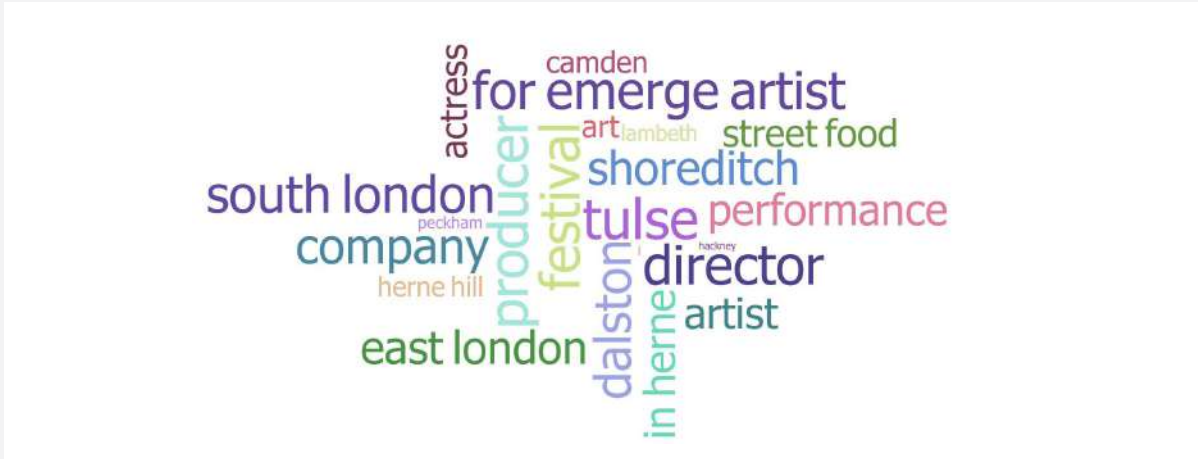 actress
camden
for emerge artist
art
lambeth
street food
producer
festival
shoreditch
south london
peckham
tulse
performance
company
hackney
director
herne hill
dalston
in herne
artist
east london